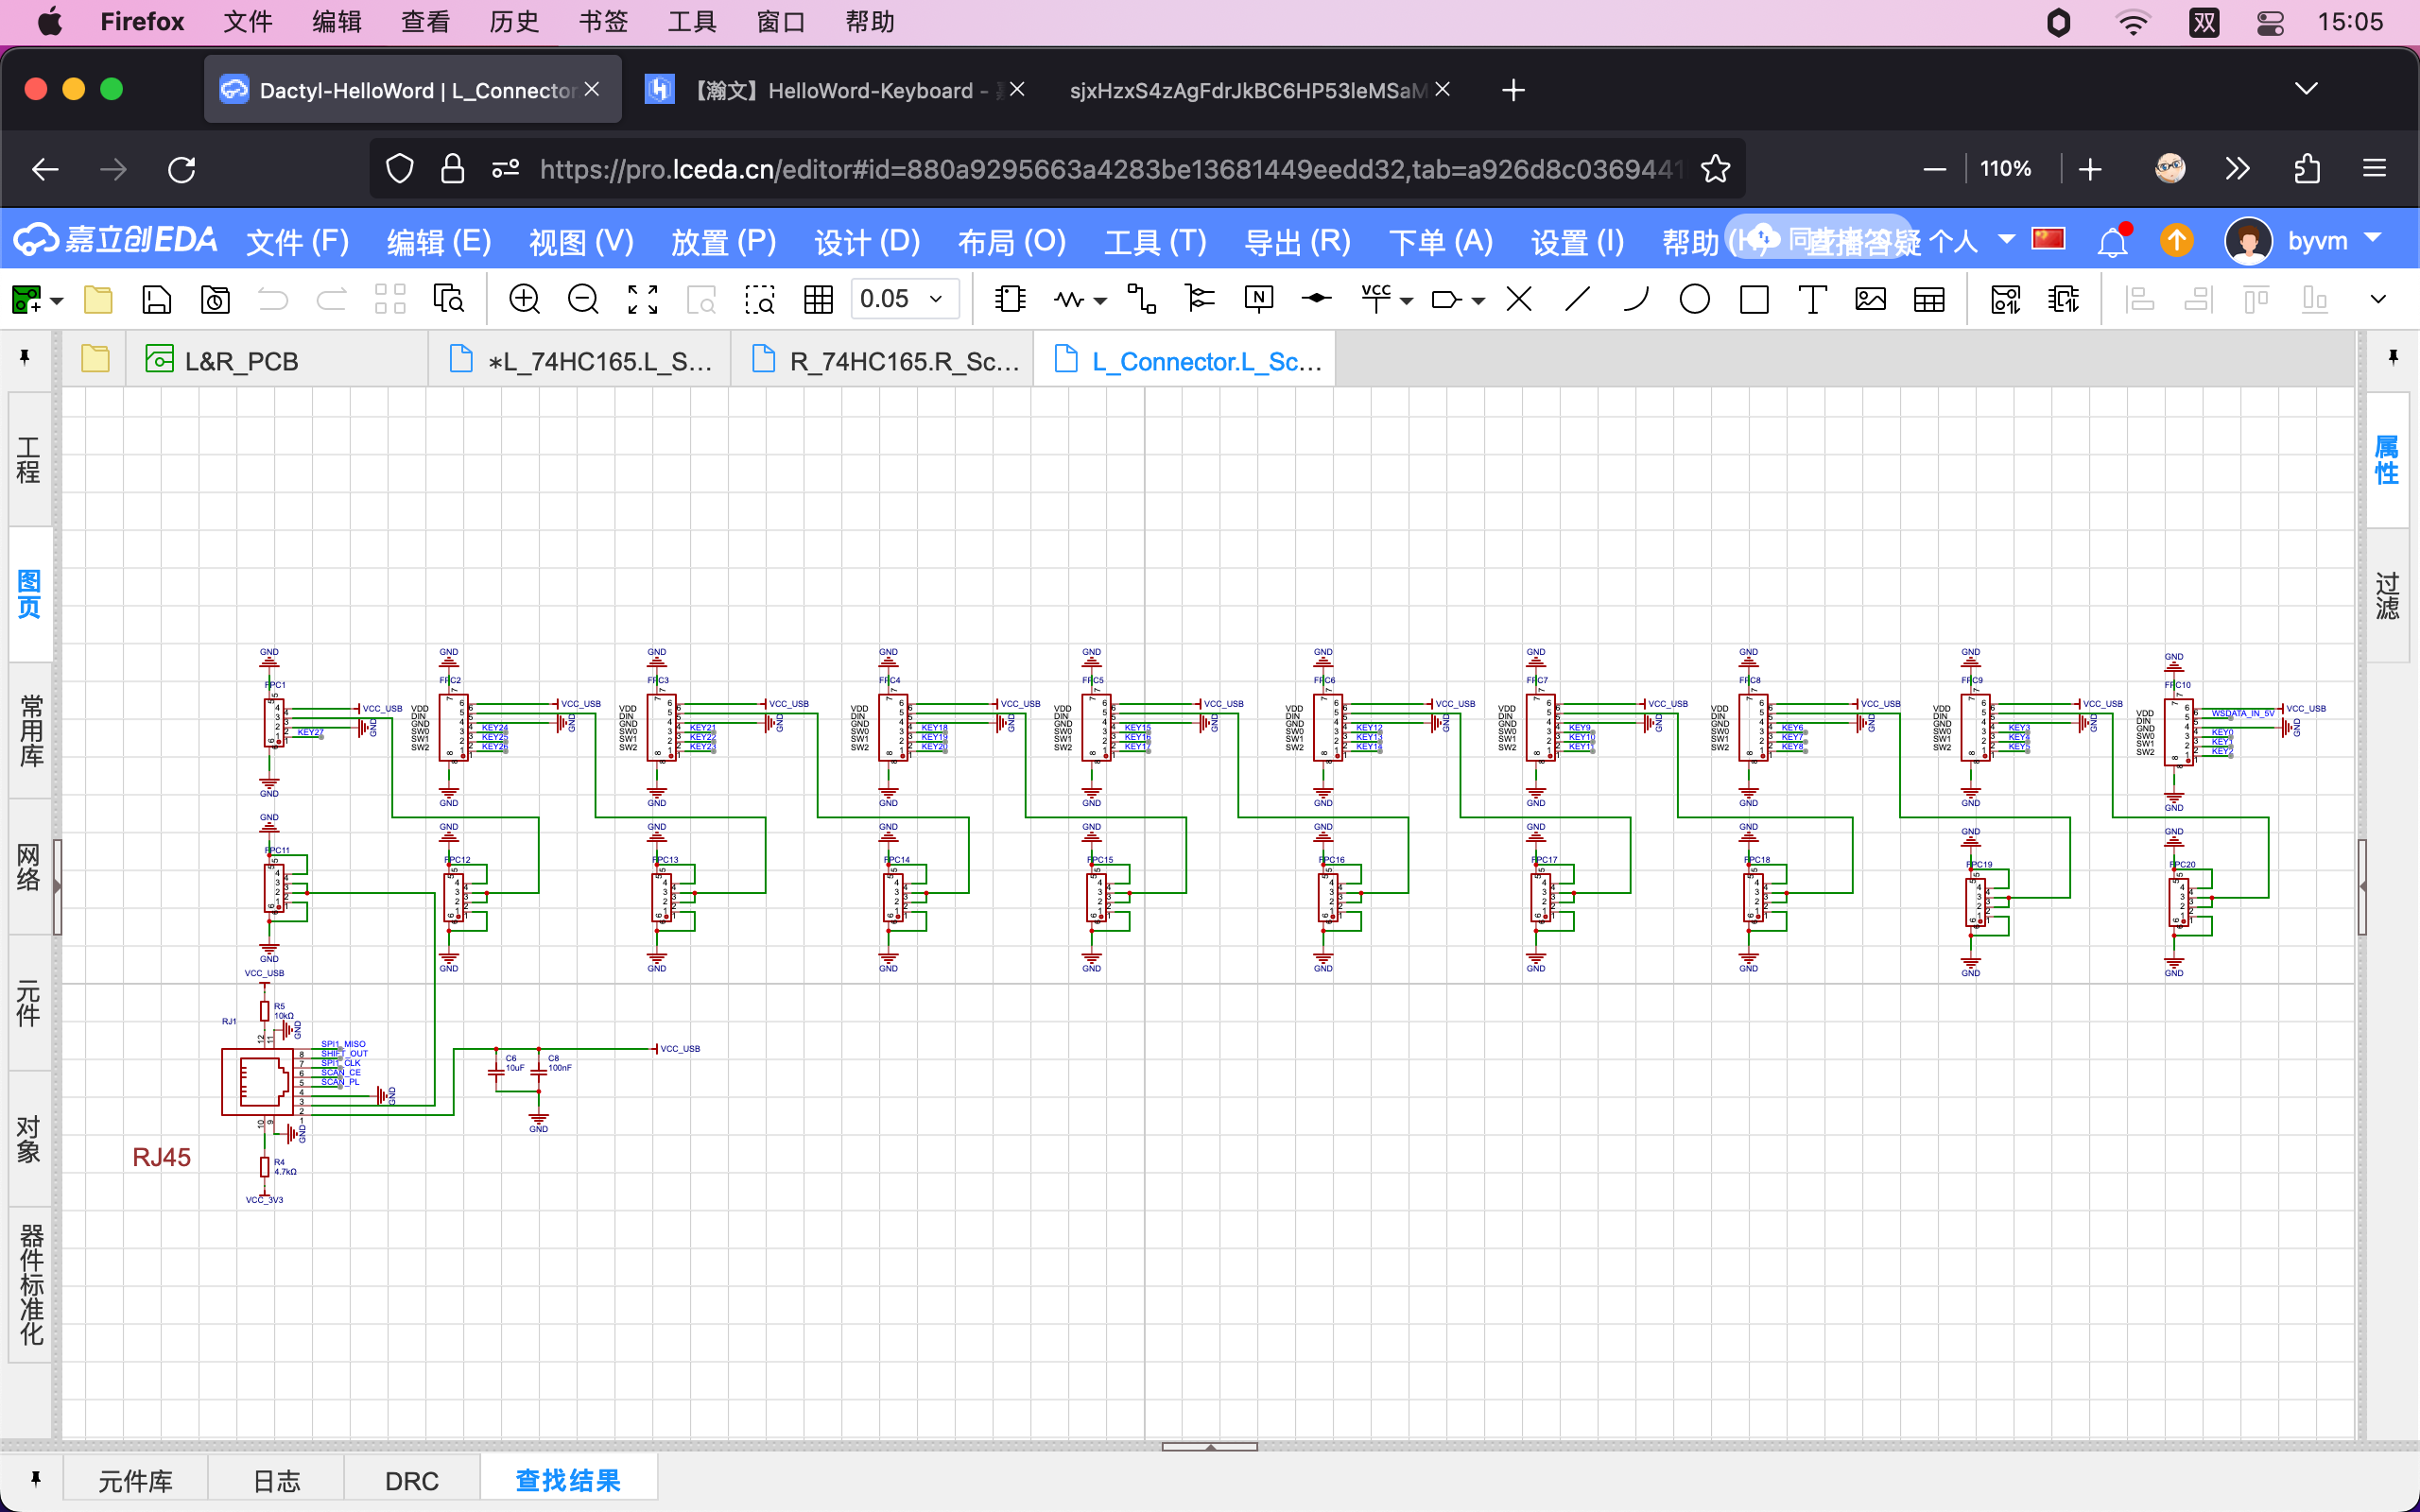 Firefox 文件 编辑 查看 历史 书签 工具 窗口 帮助 双 15:05
Dactyl-HelloWord | L_Connector 【瀚文】HelloWord-Keyboard - sjxHzxS4zAgFdrJkBC6HP53leMSaM
https://pro.lceda.cn/editor#id=880a9295663a4283be13681449eedd32,tab=a926d8c0369441 110%
嘉立创EDA 文件 (F) 编辑 (E) 视图 (V) 放置 (P) 设计 (D) 布局 (O) 工具 (T) 导出 (R) 下单 (A) 设置 (I) 帮助 (H) 直播答疑 个人 byvm
0.05 N VCC T
L&R_PCB *L_74HC165.L_S... R_74HC165.R_Sc... L_Connector.L_Sc...
工程
图页
常用库
网络
元件
对象
器件标准化
属性
过滤
GND GND GND GND GND GND GND GND GND GND
FPC1 FPC2 FPC3 FPC4 FPC5 FPC6 FPC7 FPC8 FPC9 FPC10
VCC_USB VCC_USB VCC_USB VCC_USB VCC_USB VCC_USB VCC_USB VCC_USB VCC_USB VCC_USB
VDD VDD VDD VDD VDD VDD VDD VDD VDD
DIN DIN DIN DIN DIN DIN DIN DIN DIN WSDATA_IN_5V
GND GND GND GND GND GND GND GND GND
SW0 SW0 SW0 SW0 SW0 SW0 SW0 SW0 SW0
SW1 SW1 SW1 SW1 SW1 SW1 SW1 SW1 SW1
SW2 SW2 SW2 SW2 SW2 SW2 SW2 SW2 SW2
KEY27 KEY24 KEY21 KEY18 KEY15 KEY12 KEY9 KEY6 KEY3 KEY0
KEY25 KEY22 KEY19 KEY16 KEY13 KEY10 KEY7 KEY4 KEY1
KEY26 KEY23 KEY20 KEY17 KEY14 KEY11 KEY8 KEY5 KEY2
GND GND GND GND GND GND GND GND GND GND
GND GND GND GND GND GND GND GND GND GND
FPC11 FPC12 FPC13 FPC14 FPC15 FPC16 FPC17 FPC18 FPC19 FPC20
GND GND GND GND GND GND GND GND GND GND
VCC_USB
R5
10kΩ
RJ1
GND
SPI1_MISO
SHIFT_OUT
SPI1_CLK
SCAN_CE
SCAN_PL
GND
GND
VCC_USB
C6 C8
10uF 100nF
GND
RJ45
R4
4.7kΩ
VCC_3V3
元件库 日志 DRC 查找结果